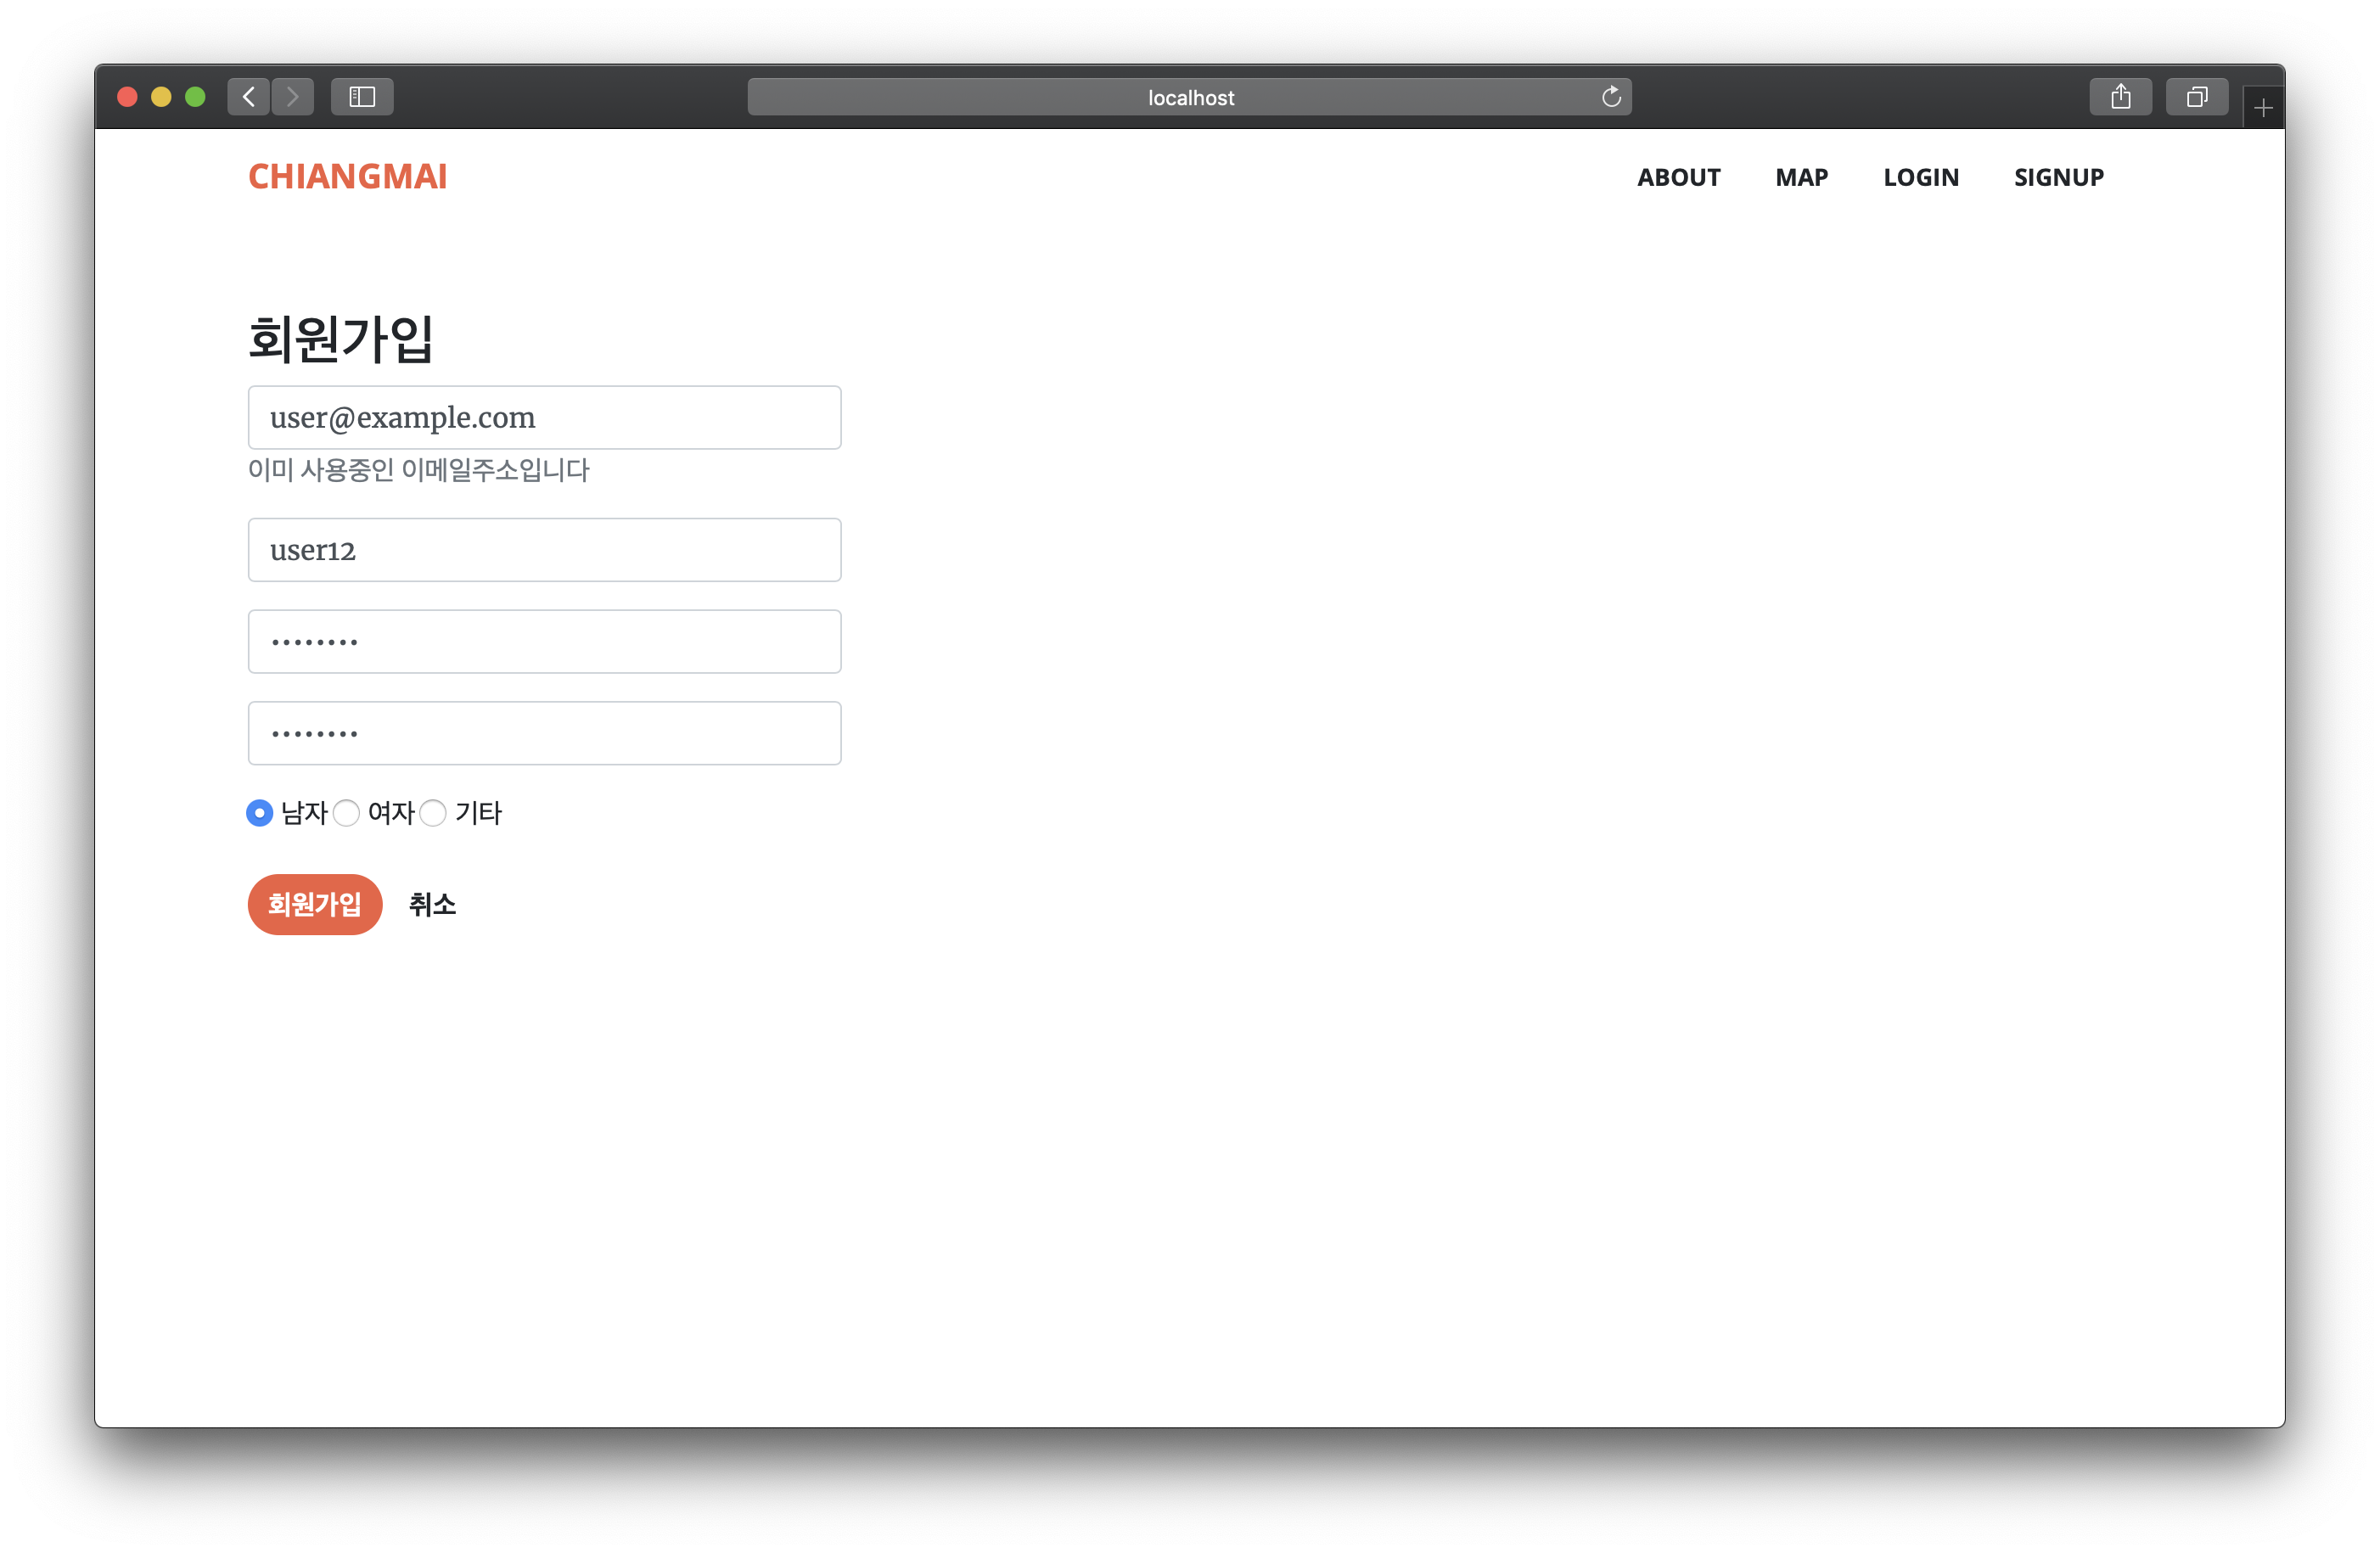 localhost
CHIANGMAI ABOUT MAP LOGIN SIGNUP
회원가입
user@example.com
이미 사용중인 이메일주소입니다
user12
••••••••
••••••••
남자 여자 기타
회원가입 취소